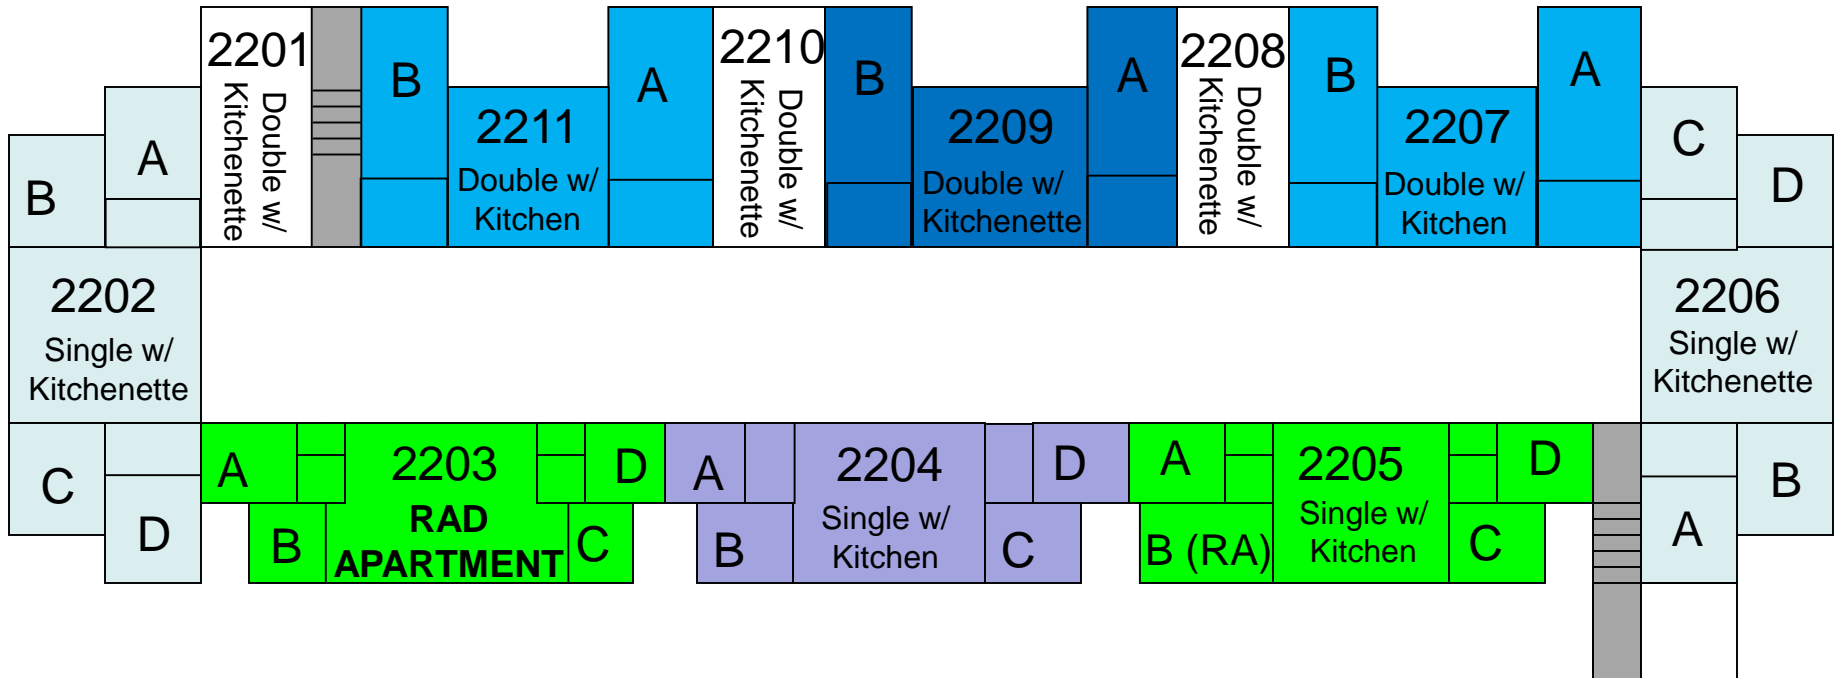 2201
Double w/
Kitchenette
B
2211
Double w/
Kitchen
A
2210
Double w/
Kitchenette
B
2209
Double w/
Kitchenette
A
2208
Double w/
Kitchenette
B
2207
Double w/
Kitchen
A
B
A
2202
Single w/
Kitchenette
C
D
C
D
2206
Single w/
Kitchenette
B
A
A
B
2203
RAD
APARTMENT
C
D
A
B
2204
Single w/
Kitchen
C
D
A
B (RA)
2205
Single w/
Kitchen
C
D